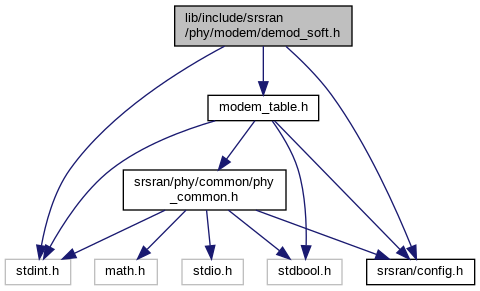 lib/include/srsran
/phy/modem/demod_soft.h
modem_table.h
srsran/phy/common/phy
_common.h
stdint.h
math.h
stdio.h
stdbool.h
srsran/config.h